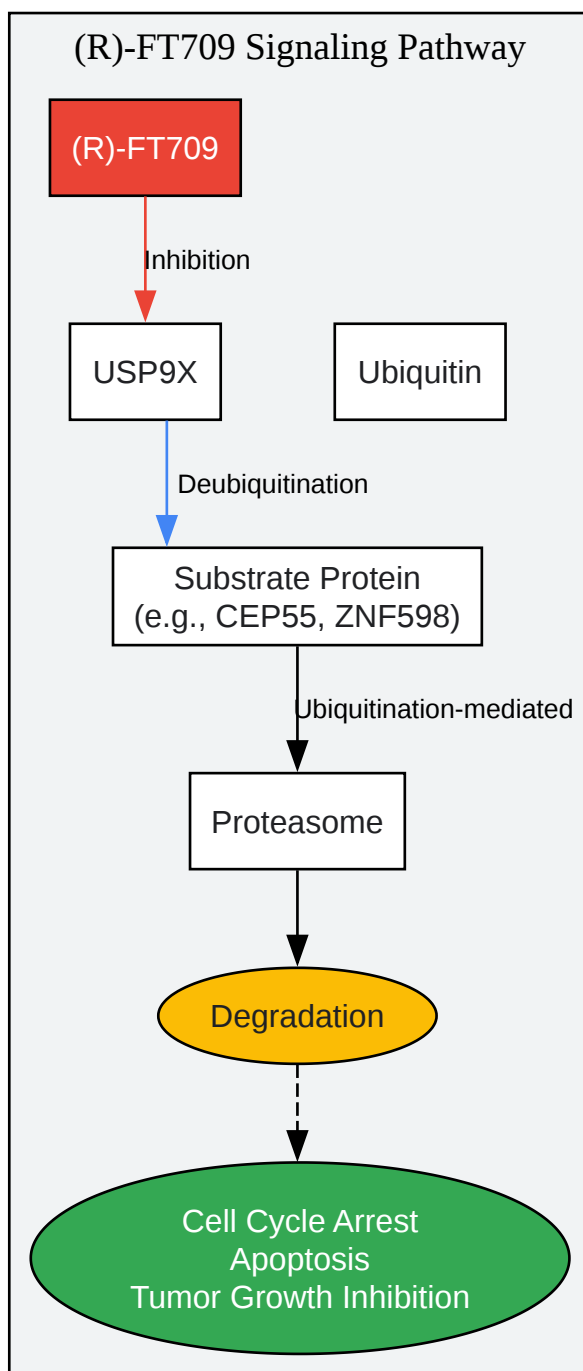 (R)-FT709 Signaling Pathway
(R)-FT709
Inhibition
USP9X
Ubiquitin
Deubiquitination
Substrate Protein
(e.g., CEP55, ZNF598)
Ubiquitination-mediated
Proteasome
Degradation
Cell Cycle Arrest
Apoptosis
Tumor Growth Inhibition